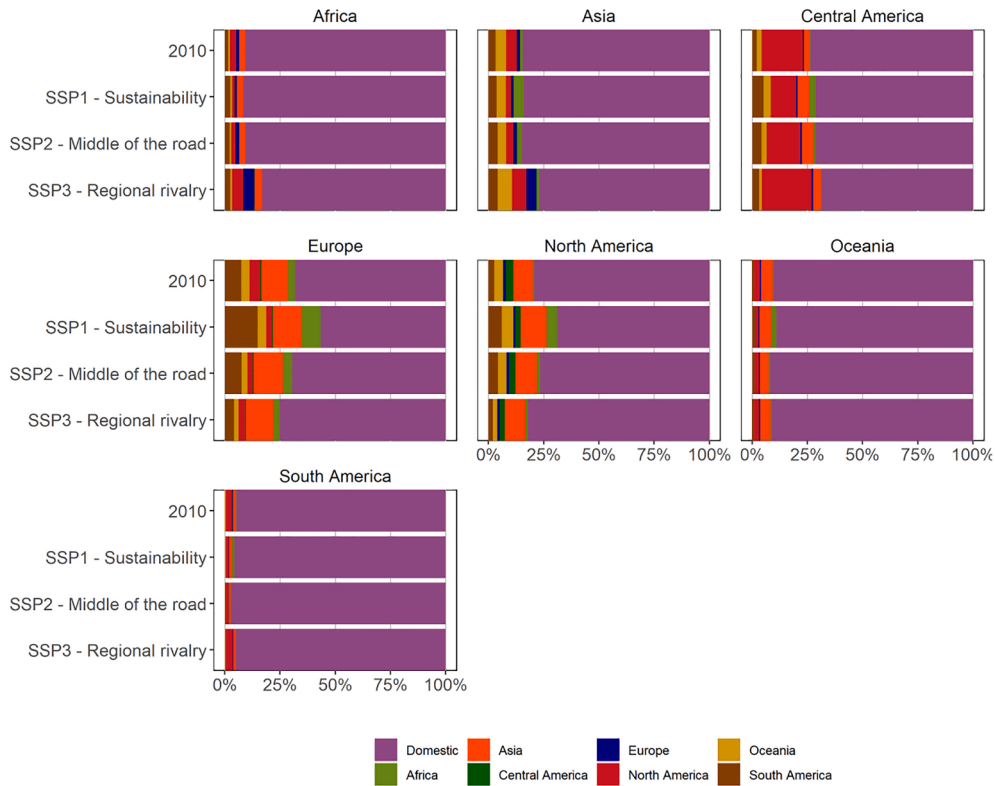 Africa Asia Central America
2010
SSP1 - Sustainability
SSP2 - Middle of the road
SSP3 - Regional rivalry
Europe North America Oceania
2010
SSP1 - Sustainability
SSP2 - Middle of the road
SSP3 - Regional rivalry
0% 25% 50% 75% 100% 0% 25% 50% 75% 100%
South America
2010
SSP1 - Sustainability
SSP2 - Middle of the road
SSP3 - Regional rivalry
0% 25% 50% 75% 100%
Domestic Asia Europe Oceania
Africa Central America North America South America